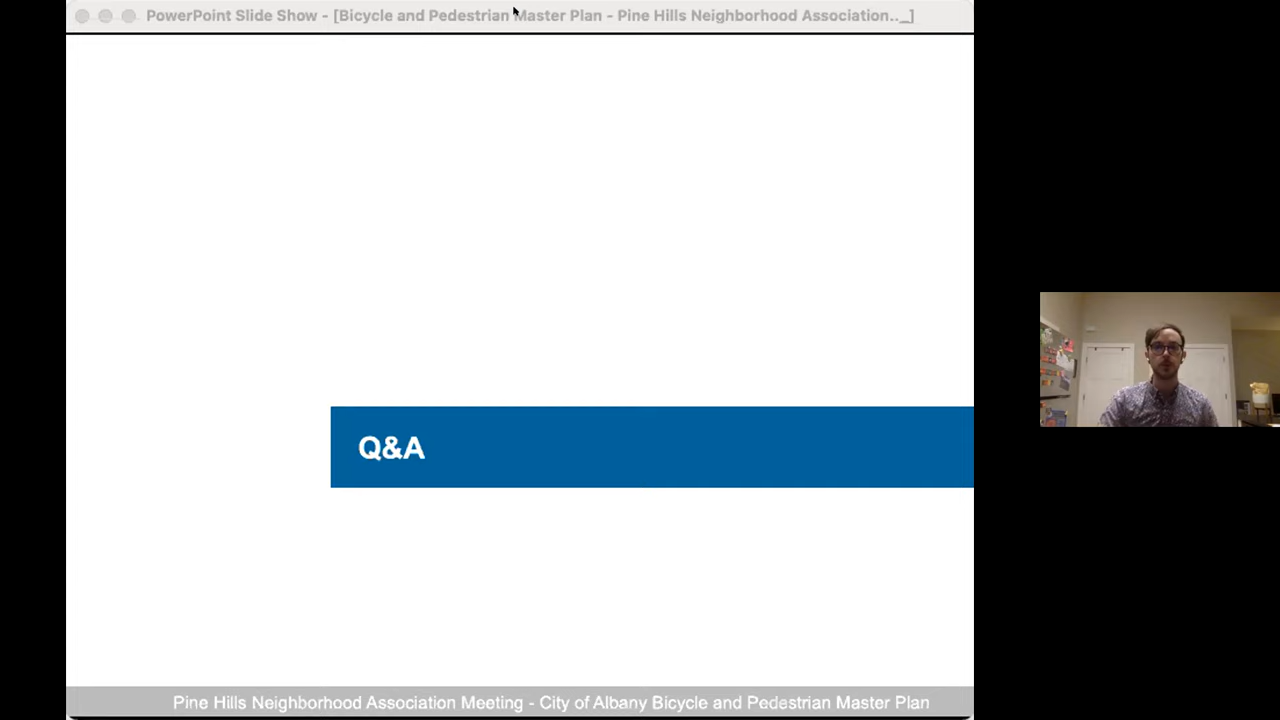 PowerPoint Slide Show - [Bicycle and Pedestrian Master Plan - Pine Hills Neighborhood Association.._]
Q&A
Pine Hills Neighborhood Association Meeting - City of Albany Bicycle and Pedestrian Master Plan